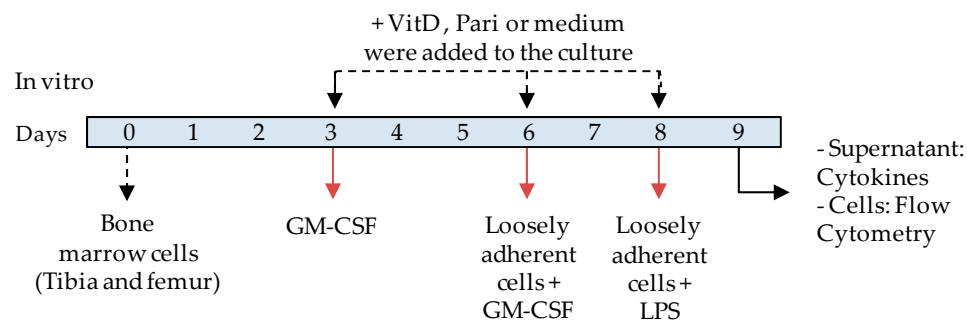 + VitD , Pari or medium
were added to the culture
In vitro
Days 0 1 2 3 4 5 6 7 8 9
Bone
marrow cells
(Tibia and femur)
GM-CSF
Loosely
adherent
cells +
GM-CSF
Loosely
adherent
cells +
LPS
- Supernatant:
Cytokines
- Cells: Flow
Cytometry